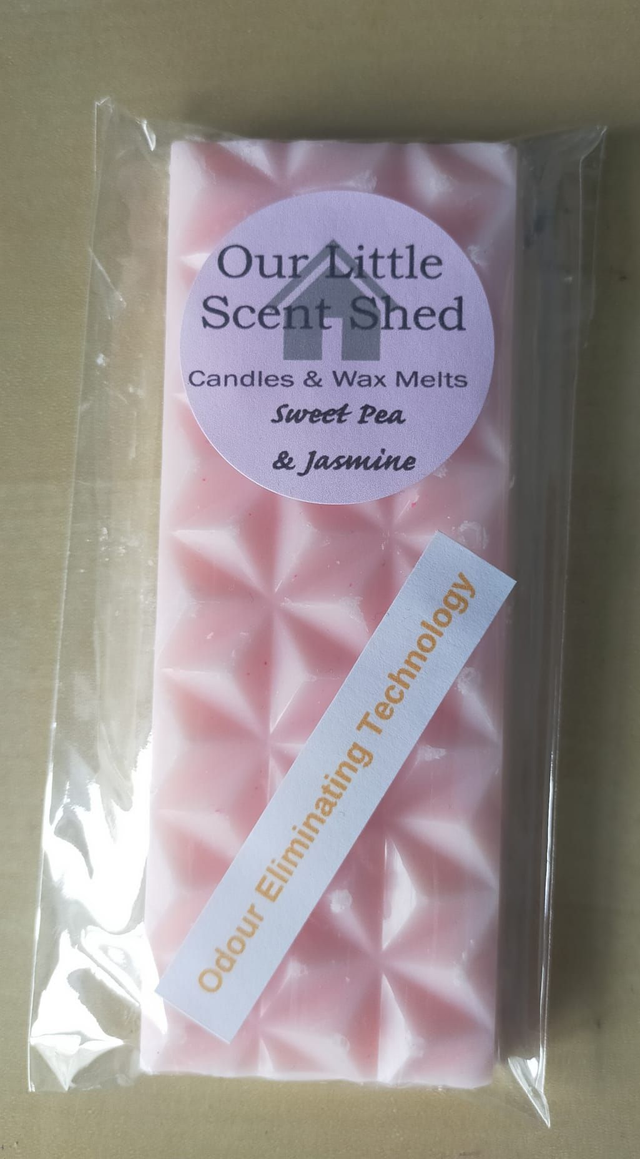 Our Little
Scent Shed
Candles & Wax Melts
Sweet Pea
& Jasmine
Odour Eliminating Technology